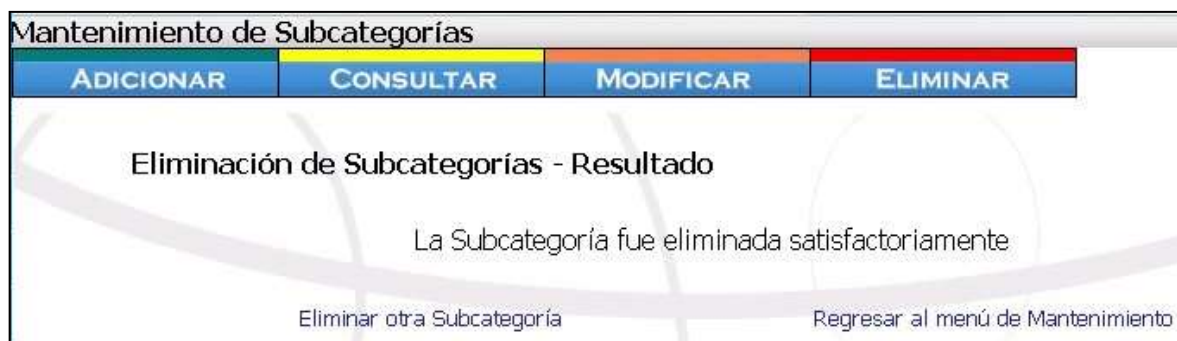 Mantenimiento de Subcategorías
ADICIONAR CONSULTAR MODIFICAR ELIMINAR
Eliminación de Subcategorías - Resultado
La Subcategoría fue eliminada satisfactoriamente
Eliminar otra Subcategoría Regresar al menú de Mantenimiento